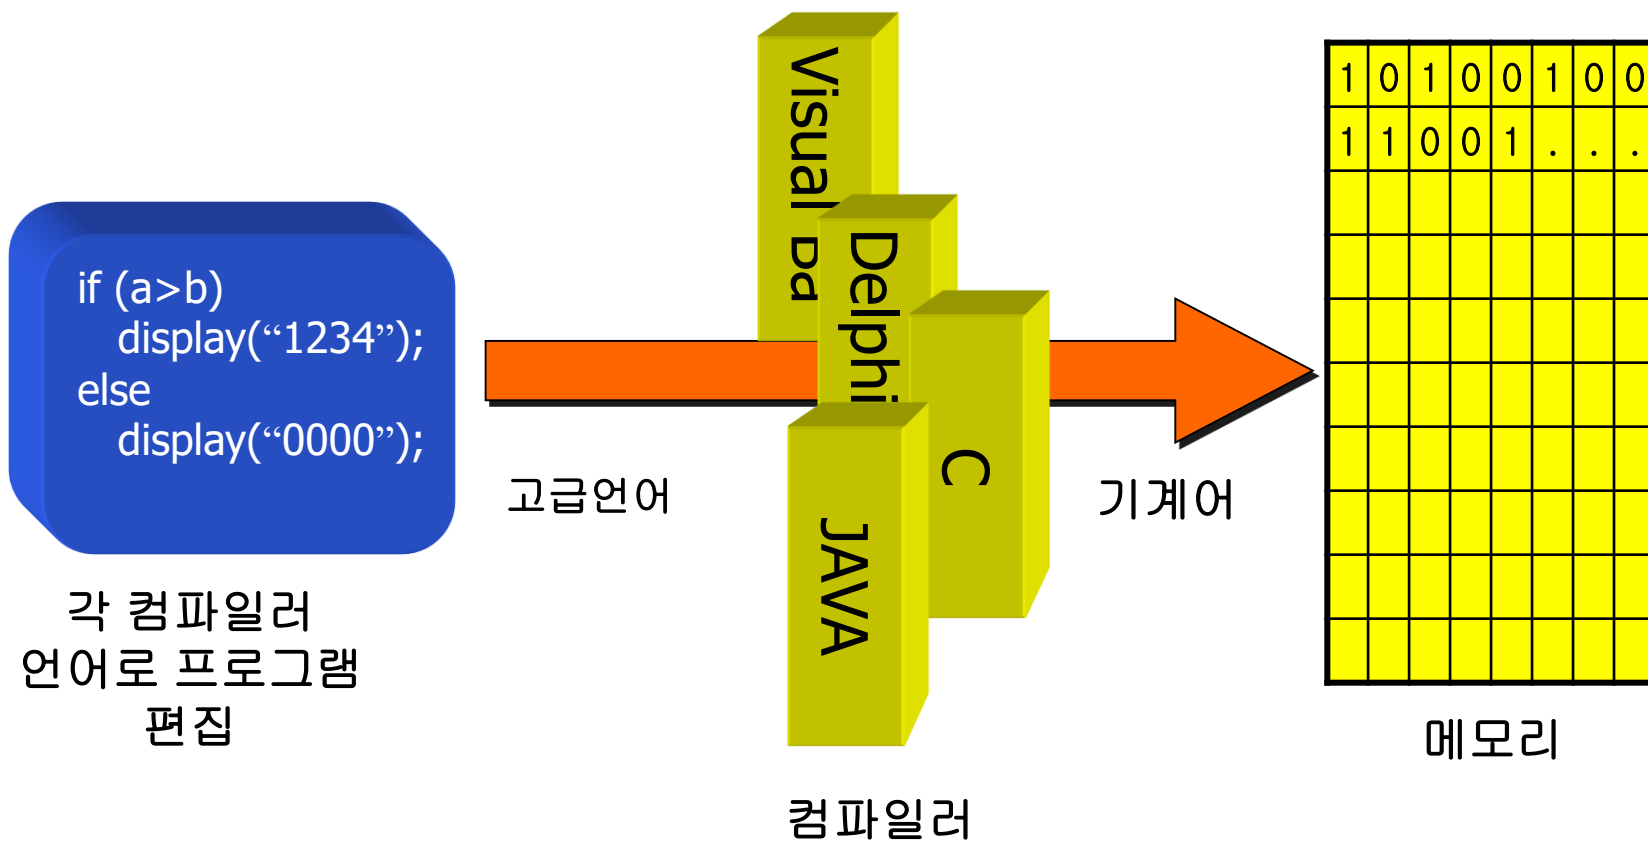 if (a>b)
display(“1234”);
else
display(“0000”);
각 컴파일러
언어로 프로그램
편집
고급언어
Visual
Delphi
C
JAVA
컴파일러
기계어
1 0 1 0 0 1 0 0
1 1 0 0 1 . . .
메모리